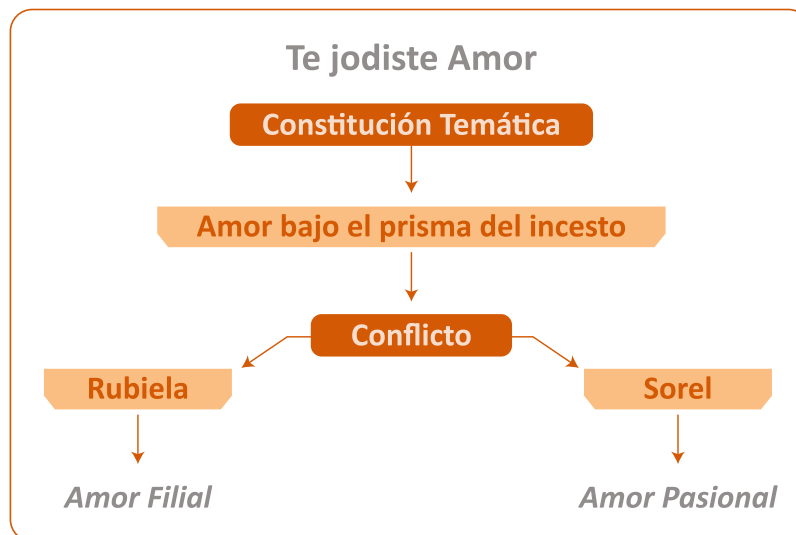 Te jodiste Amor
Constitución Temática
Amor bajo el prisma del incesto
Conflicto
Rubiela
Sorel
Amor Filial
Amor Pasional